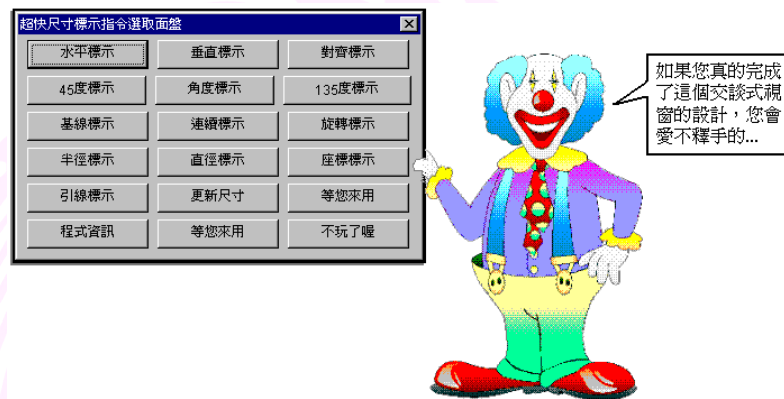 超快尺寸標示指令選取面盤
水平標示 垂直標示 對齊標示
45度標示 角度標示 135度標示
基線標示 連續標示 旋轉標示
半徑標示 直徑標示 座標標示
引線標示 更新尺寸 等您來用
程式資訊 等您來用 不玩了喔
如果您真的完成
了這個交談式視
窗的設計，您會
愛不釋手的...